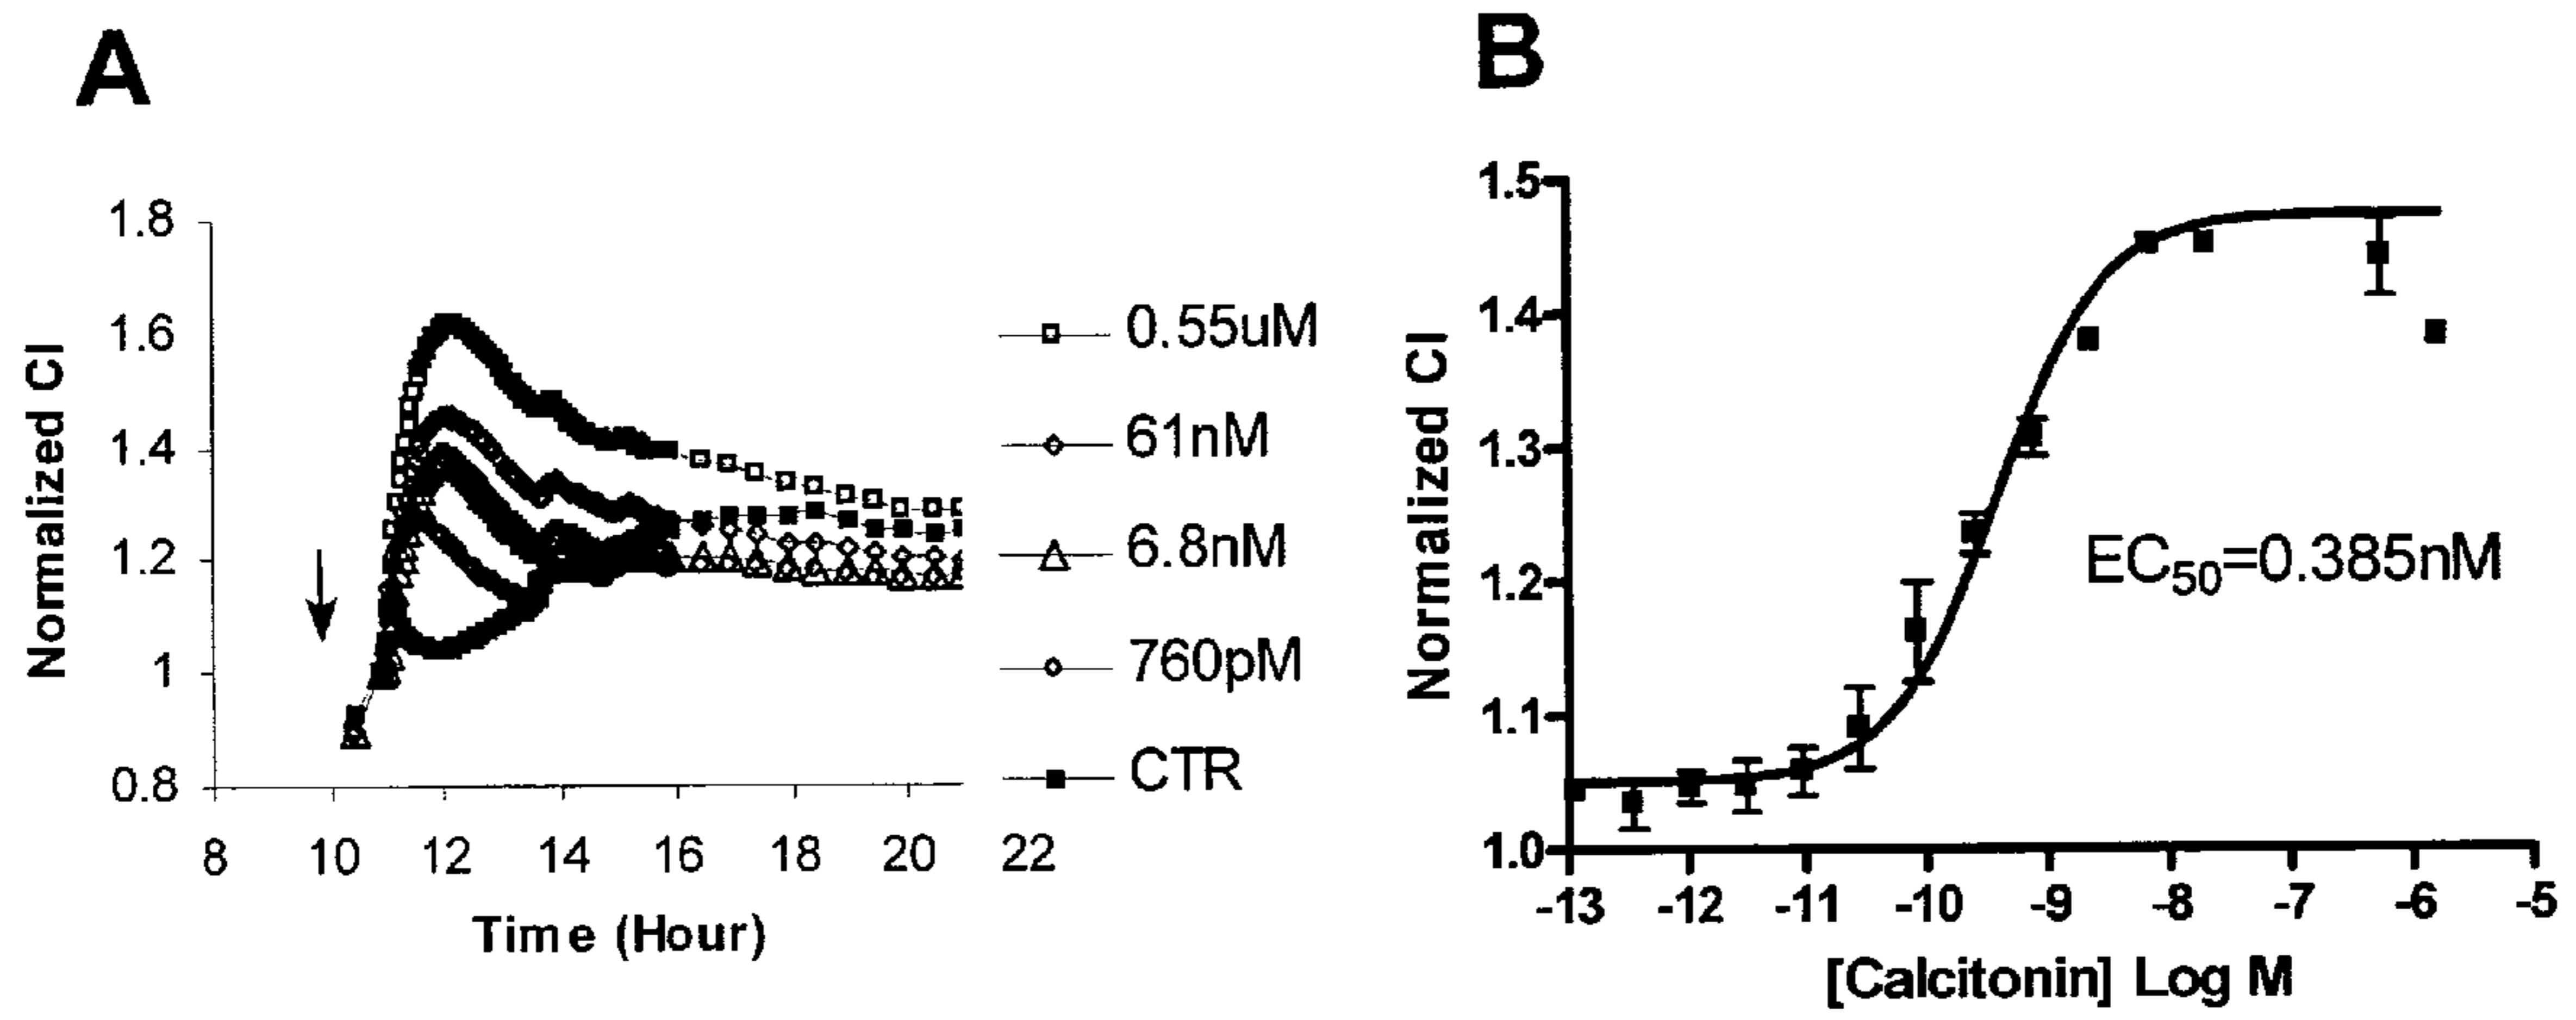 A
B
1.8
1.6
1.4
1.2
1
0.8
Normalized CI
8 10 12 14 16 18 20 22
Time (Hour)
0.55uM
61nM
6.8nM
760pM
CTR
1.5
1.4
1.3
1.2
1.1
1.0
Normalized CI
EC50=0.385nM
-13 -12 -11 -10 -9 -8 -7 -6 -5
[Calcitonin] Log M